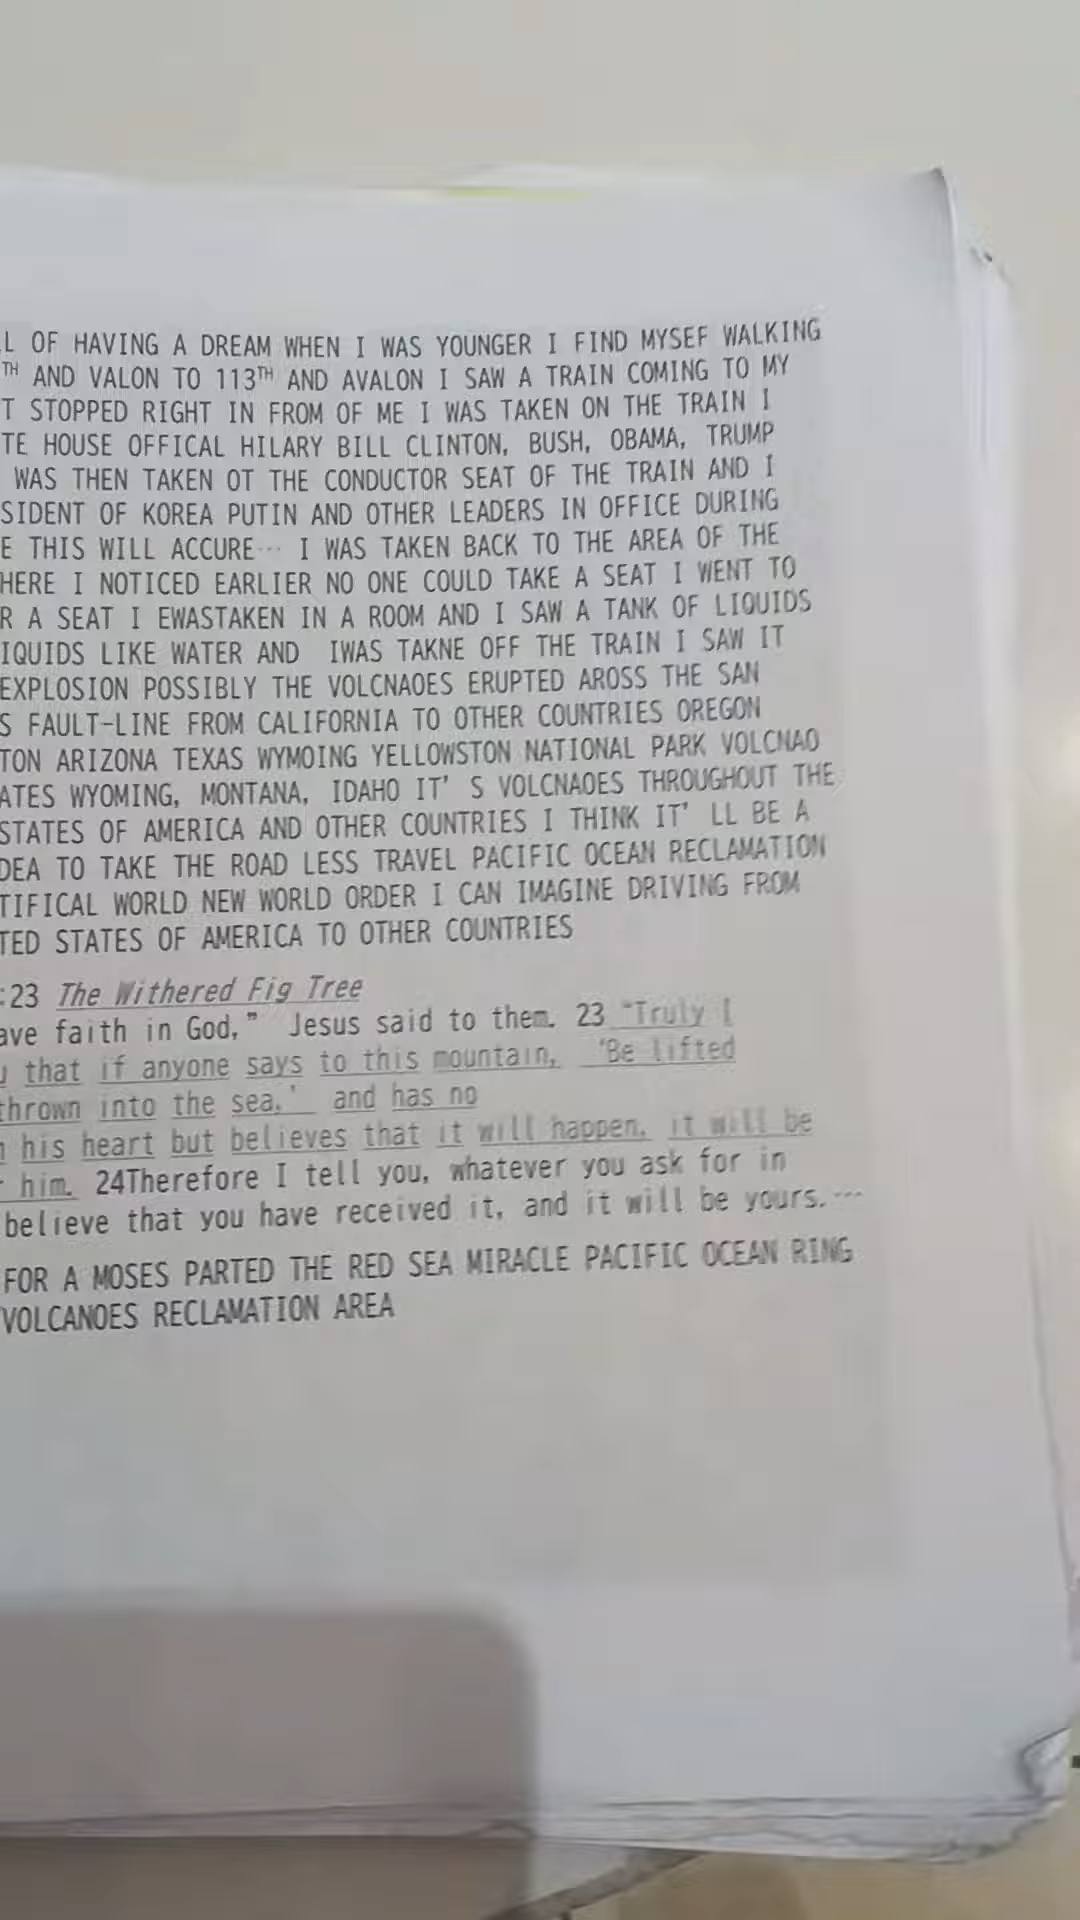 L OF HAVING A DREAM WHEN I WAS YOUNGER I FIND MYSEF WALKING
TH AND VALON TO 113TH AND AVALON I SAW A TRAIN COMING TO MY
T STOPPED RIGHT IN FROM OF ME I WAS TAKEN ON THE TRAIN I
TE HOUSE OFFICAL HILARY BILL CLINTON, BUSH, OBAMA, TRUMP
WAS THEN TAKEN OT THE CONDUCTOR SEAT OF THE TRAIN AND I
SIDENT OF KOREA PUTIN AND OTHER LEADERS IN OFFICE DURING
E THIS WILL ACCURE… I WAS TAKEN BACK TO THE AREA OF THE
HERE I NOTICED EARLIER NO ONE COULD TAKE A SEAT I WENT TO
R A SEAT I EWASTAKEN IN A ROOM AND I SAW A TANK OF LIQUIDS
IQUIDS LIKE WATER AND IWAS TAKNE OFF THE TRAIN I SAW IT
EXPLOSION POSSIBLY THE VOLCNAOES ERUPTED AROSS THE SAN
S FAULT-LINE FROM CALIFORNIA TO OTHER COUNTRIES OREGON
TON ARIZONA TEXAS WYMOING YELLOWSTON NATIONAL PARK VOLCNAO
ATES WYOMING, MONTANA, IDAHO IT' S VOLCNAOES THROUGHOUT THE
STATES OF AMERICA AND OTHER COUNTRIES I THINK IT' LL BE A
DEA TO TAKE THE ROAD LESS TRAVEL PACIFIC OCEAN RECLAMATION
TIFICAL WORLD NEW WORLD ORDER I CAN IMAGINE DRIVING FROM
TED STATES OF AMERICA TO OTHER COUNTRIES
:23 The Withered Fig Tree
ave faith in God,” Jesus said to them. 23 “Truly I
u that if anyone says to this mountain, ‘Be lifted
thrown into the sea,’ and has no
n his heart but believes that it will happen, it will be
r him. 24Therefore I tell you, whatever you ask for in
believe that you have received it, and it will be yours.…
FOR A MOSES PARTED THE RED SEA MIRACLE PACIFIC OCEAN RING
VOLCANOES RECLAMATION AREA